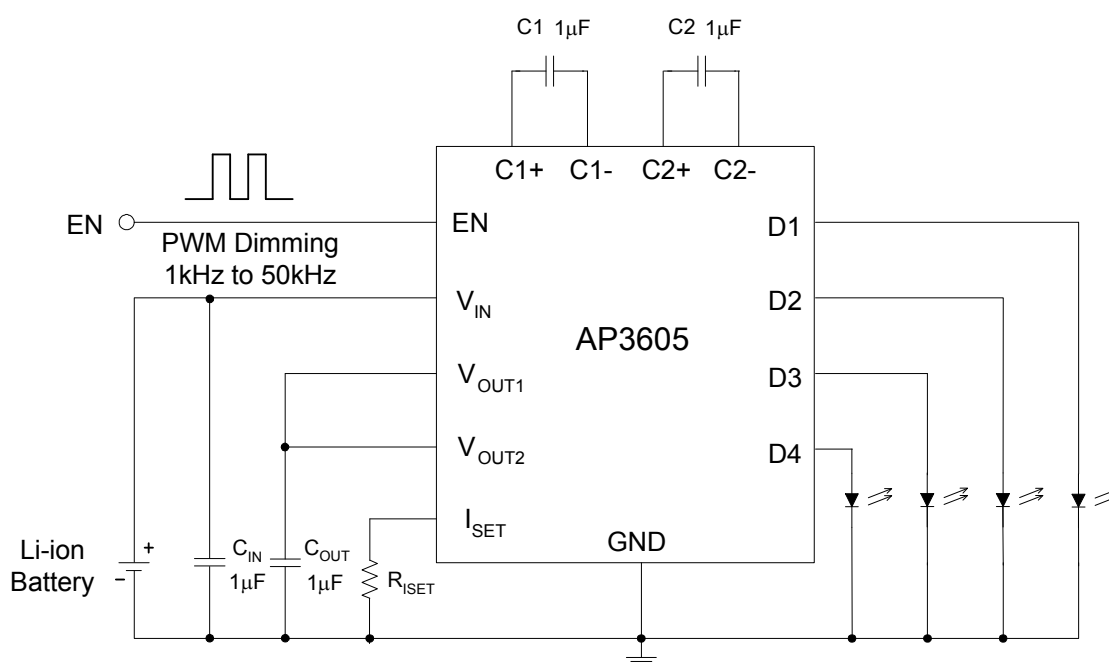 C1 1µF
C2 1µF
C1+ C1- C2+ C2-
EN
PWM Dimming
1kHz to 50kHz
EN
V_IN
V_OUT1
V_OUT2
I_SET
AP3605
GND
D1
D2
D3
D4
Li-ion
Battery
+
-
C_IN
1µF
C_OUT
1µF
R_ISET